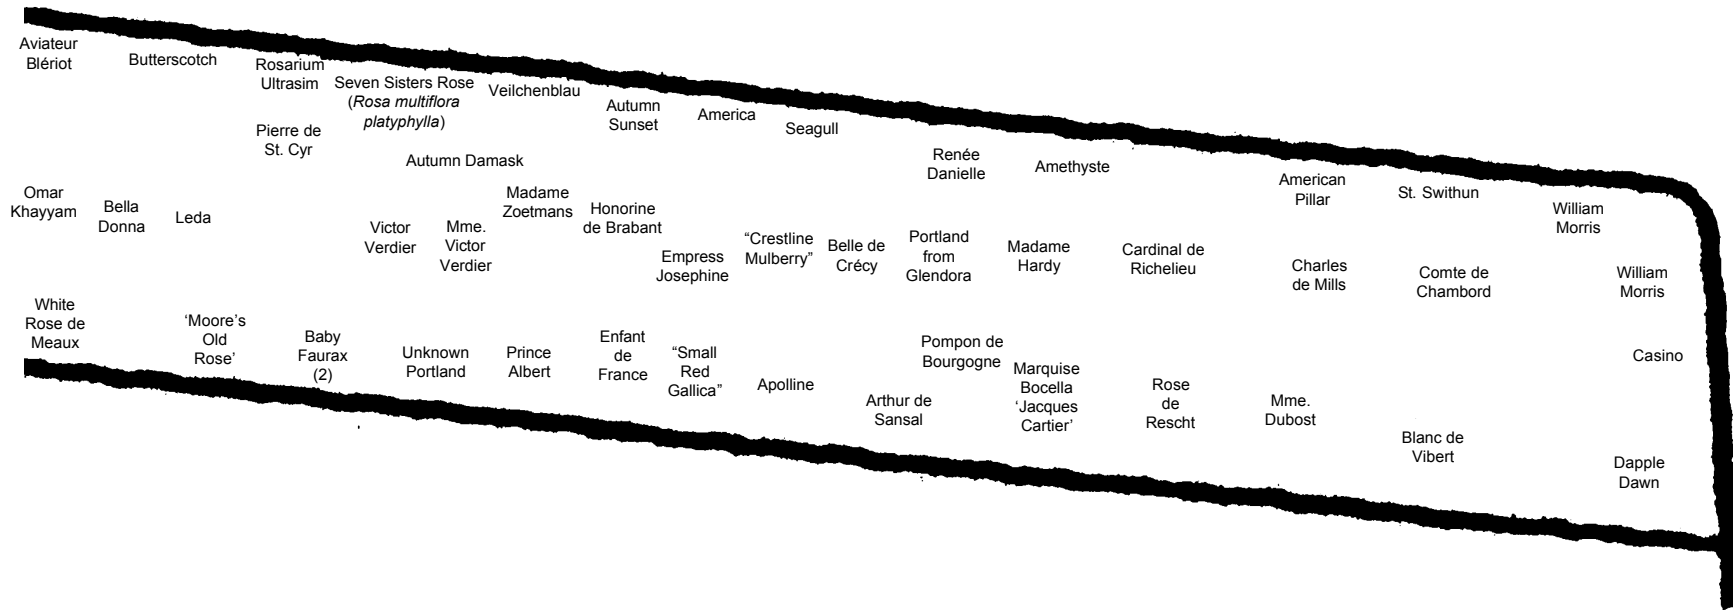 Aviateur
Blériot
Butterscotch
Rosarium
Ultrasim
Seven Sisters Rose
(Rosa multiflora
platyphylla)
Veilchenblau
Autumn
Sunset
America
Seagull
Pierre de
St. Cyr
Autumn Damask
Renée
Danielle
Amethyste
American
Pillar
St. Swithun
William
Morris
Omar
Khayyam
Bella
Donna
Leda
Victor
Verdier
Mme.
Victor
Verdier
Madame
Zoetmans
Honorine
de Brabant
Empress
Josephine
“Crestline
Mulberry”
Belle de
Crécy
Portland
from
Glendora
Madame
Hardy
Cardinal de
Richelieu
Charles
de Mills
Comte de
Chambord
William
Morris
White
Rose de
Meaux
‘Moore’s
Old
Rose’
Baby
Faurax
(2)
Unknown
Portland
Prince
Albert
Enfant
de
France
“Small
Red
Gallica”
Apolline
Arthur de
Sansal
Pompon de
Bourgogne
Marquise
Bocella
‘Jacques
Cartier’
Rose
de
Rescht
Mme.
Dubost
Blanc de
Vibert
Casino
Dapple
Dawn